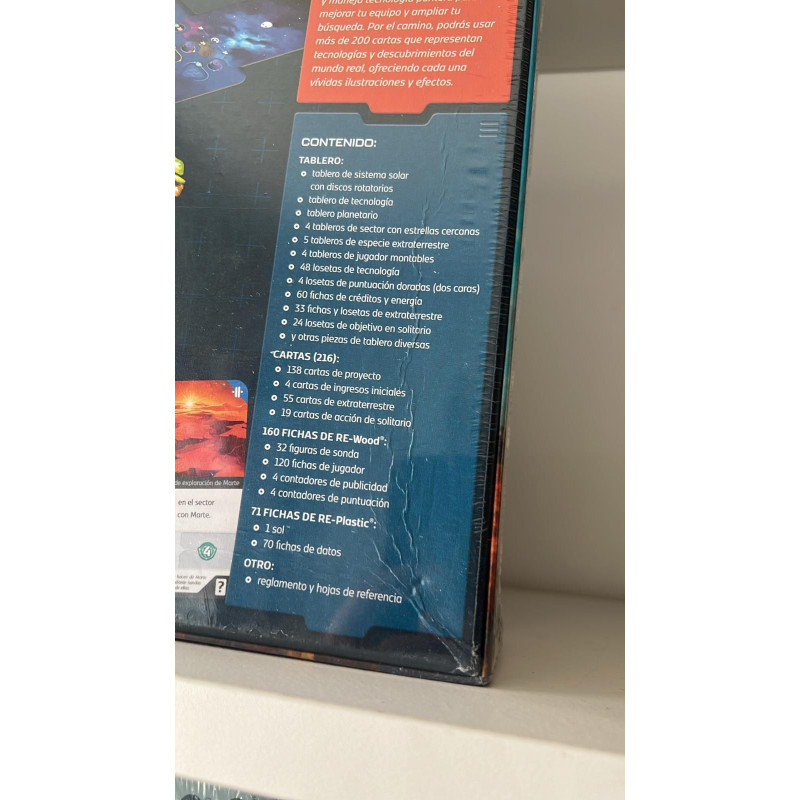 y maneja tecnología
mejorar tu equipo y ampliar tu
búsqueda. Por el camino, podrás usar
más de 200 cartas que representan
tecnologías y descubrimientos del
mundo real, ofreciendo cada una
vívidas ilustraciones y efectos.
CONTENIDO:
TABLERO:
tablero de sistema solar
con discos rotatorios
tablero de tecnología
tablero planetario
4 tableros de sector con estrellas cercanas
5 tableros de especie extraterrestre
4 tableros de jugador montables
48 losetas de tecnología
4 losetas de puntuación doradas (dos caras)
60 fichas de créditos y energía
33 fichas y losetas de extraterrestre
24 losetas de objetivo en solitario
y otras piezas de tablero diversas
CARTAS (216):
138 cartas de proyecto
4 cartas de ingresos iniciales
55 cartas de extraterrestre
19 cartas de acción de solitario
160 FICHAS DE RE-Wood®:
32 figuras de sonda
120 fichas de jugador
4 contadores de publicidad
4 contadores de puntuación
71 FICHAS DE RE-Plastic®:
1 sol
70 fichas de datos
OTRO:
reglamento y hojas de referencia
de exploración de Marte
en el sector
con Marte.
4
?